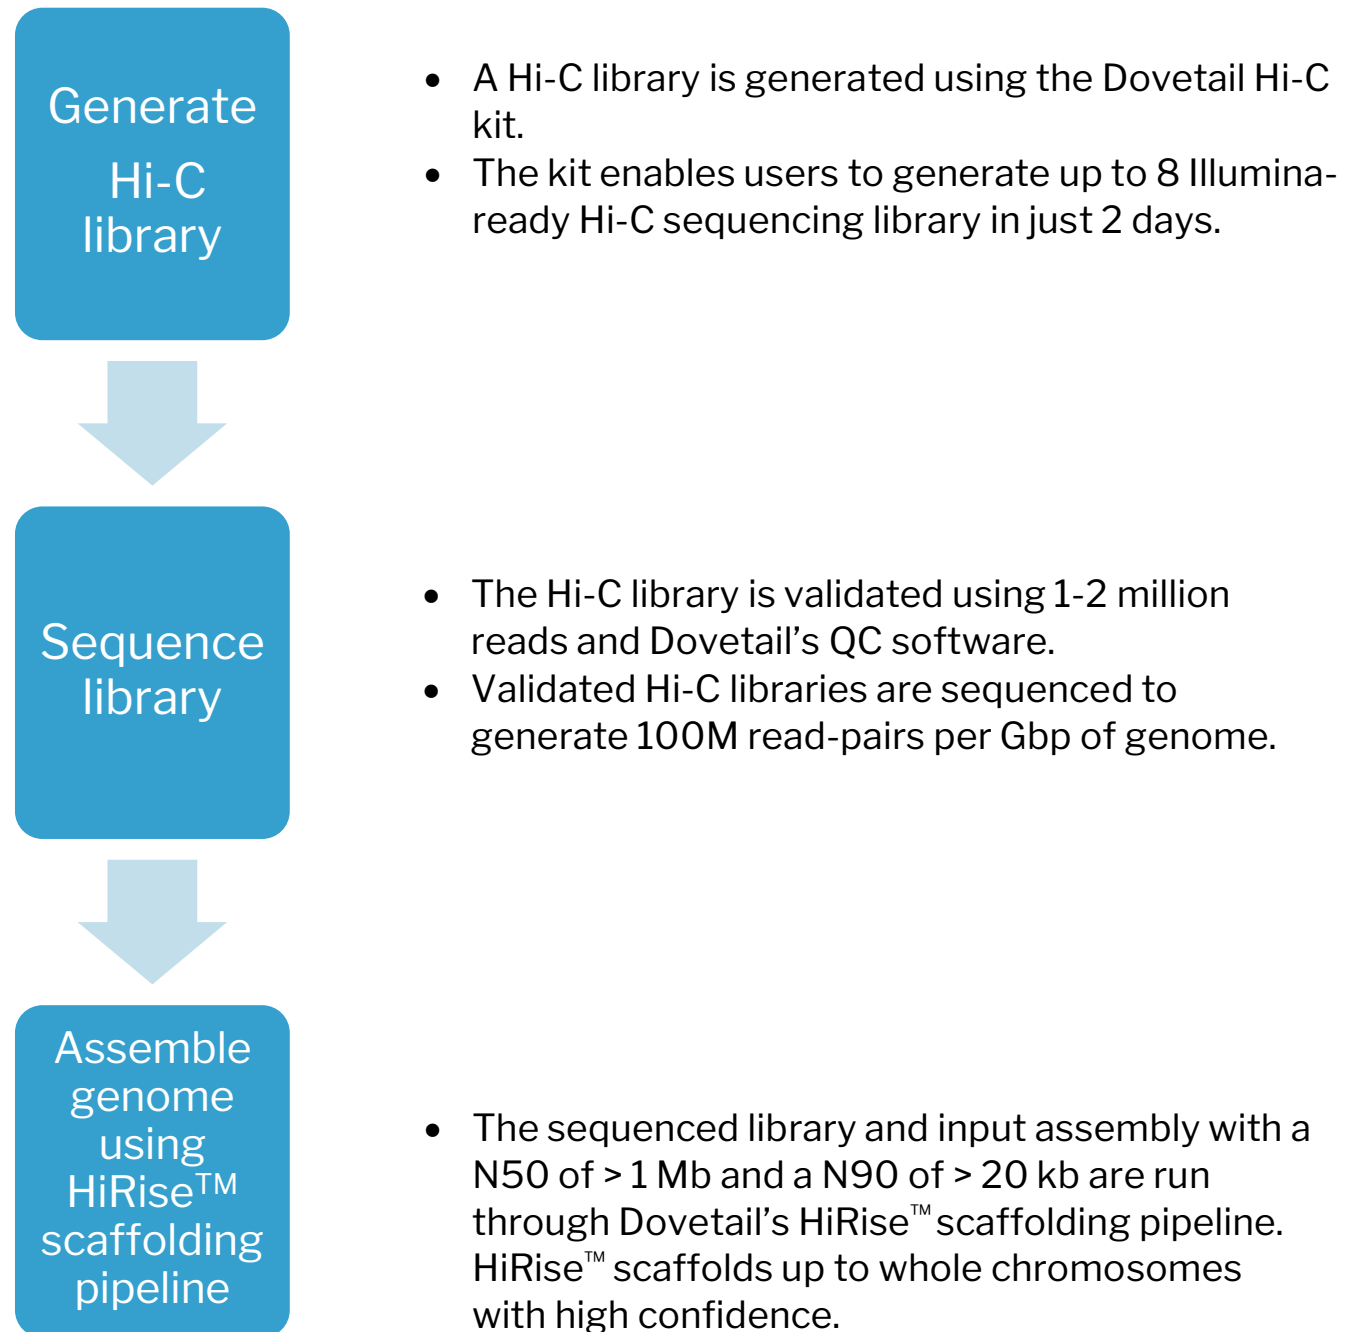 Generate
Hi-C
library
• A Hi-C library is generated using the Dovetail Hi-C
kit.
• The kit enables users to generate up to 8 Illumina-
ready Hi-C sequencing library in just 2 days.
Sequence
library
• The Hi-C library is validated using 1-2 million
reads and Dovetail’s QC software.
• Validated Hi-C libraries are sequenced to
generate 100M read-pairs per Gbp of genome.
Assemble
genome
using
HiRise™
scaffolding
pipeline
• The sequenced library and input assembly with a
N50 of > 1 Mb and a N90 of > 20 kb are run
through Dovetail’s HiRise™ scaffolding pipeline.
HiRise™ scaffolds up to whole chromosomes
with high confidence.